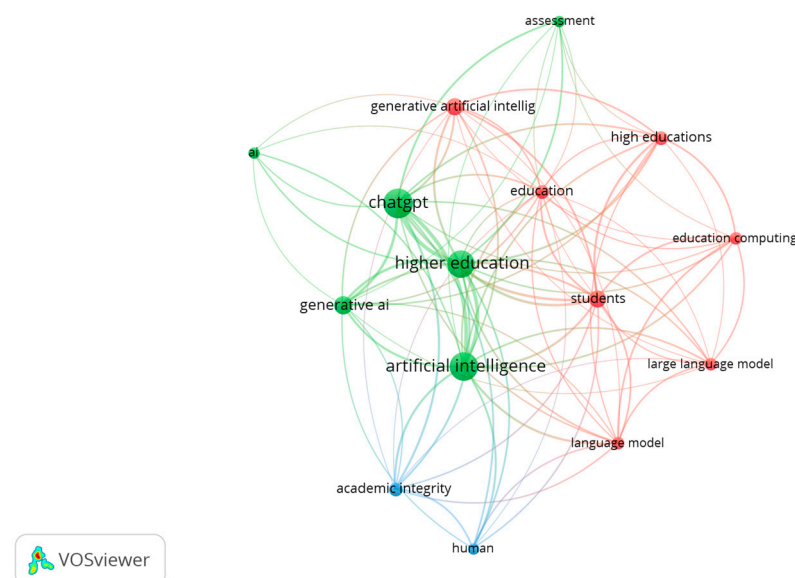 assessment
generative artificial intellig
high educations
ai
education
chatgpt
education computing
higher education
students
generative ai
artificial intelligence
large language model
language model
academic integrity
human
VOSviewer